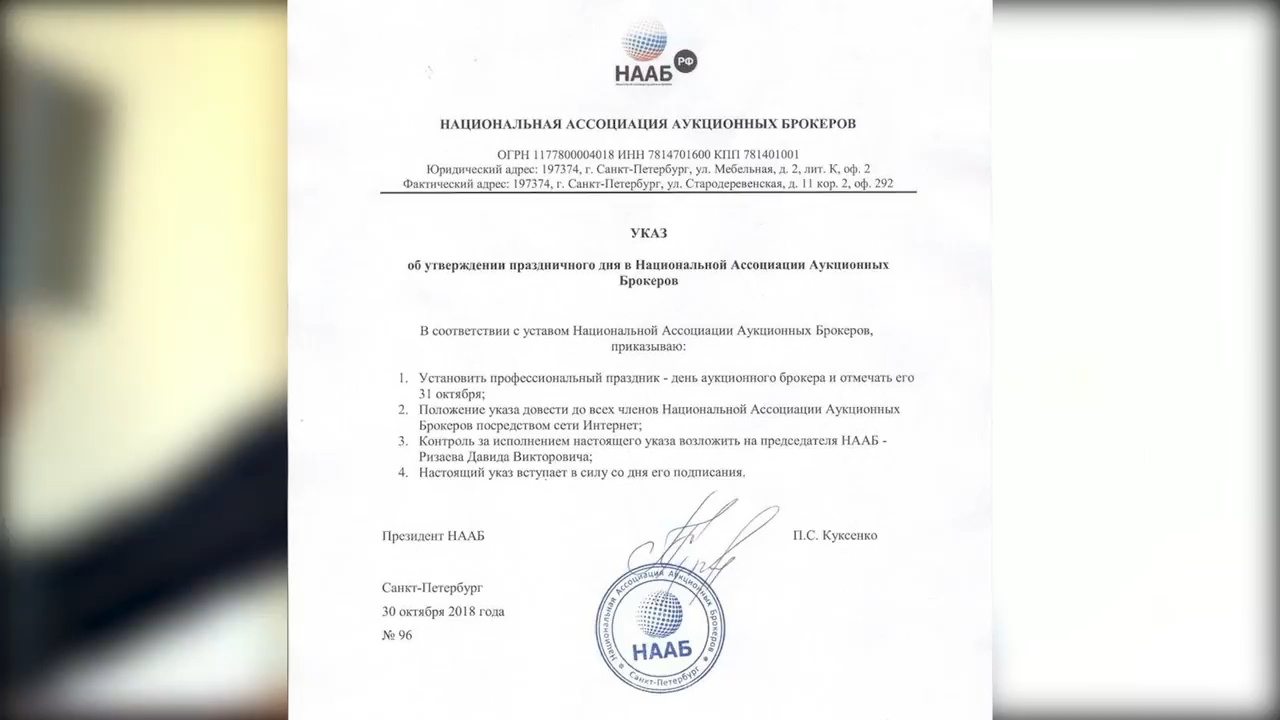 НААБ РФ
НАЦИОНАЛЬНАЯ АССОЦИАЦИЯ АУКЦИОННЫХ БРОКЕРОВ
ОГРН 1177800004018 ИНН 7814701600 КПП 781401001
Юридический адрес: 197374, г. Санкт-Петербург, ул. Мебельная, д. 2, лит. К, оф. 2
Фактический адрес: 197374, г. Санкт-Петербург, ул. Стародеревенская, д. 11 кор. 2, оф. 292
УКАЗ
об утверждении праздничного дня в Национальной Ассоциации Аукционных
Брокеров
В соответствии с уставом Национальной Ассоциации Аукционных Брокеров,
приказываю:
1. Установить профессиональный праздник - день аукционного брокера и отмечать его
31 октября;
2. Положение указа довести до всех членов Национальной Ассоциации Аукционных
Брокеров посредством сети Интернет;
3. Контроль за исполнением настоящего указа возложить на председателя НААБ -
Ризаева Давида Викторовича;
4. Настоящий указ вступает в силу со дня его подписания.
Президент НААБ
П.С. Куксенко
Санкт-Петербург
30 октября 2018 года
№ 96
Национальная Ассоциация Аукционных Брокеров
НААБ
Санкт-Петербург